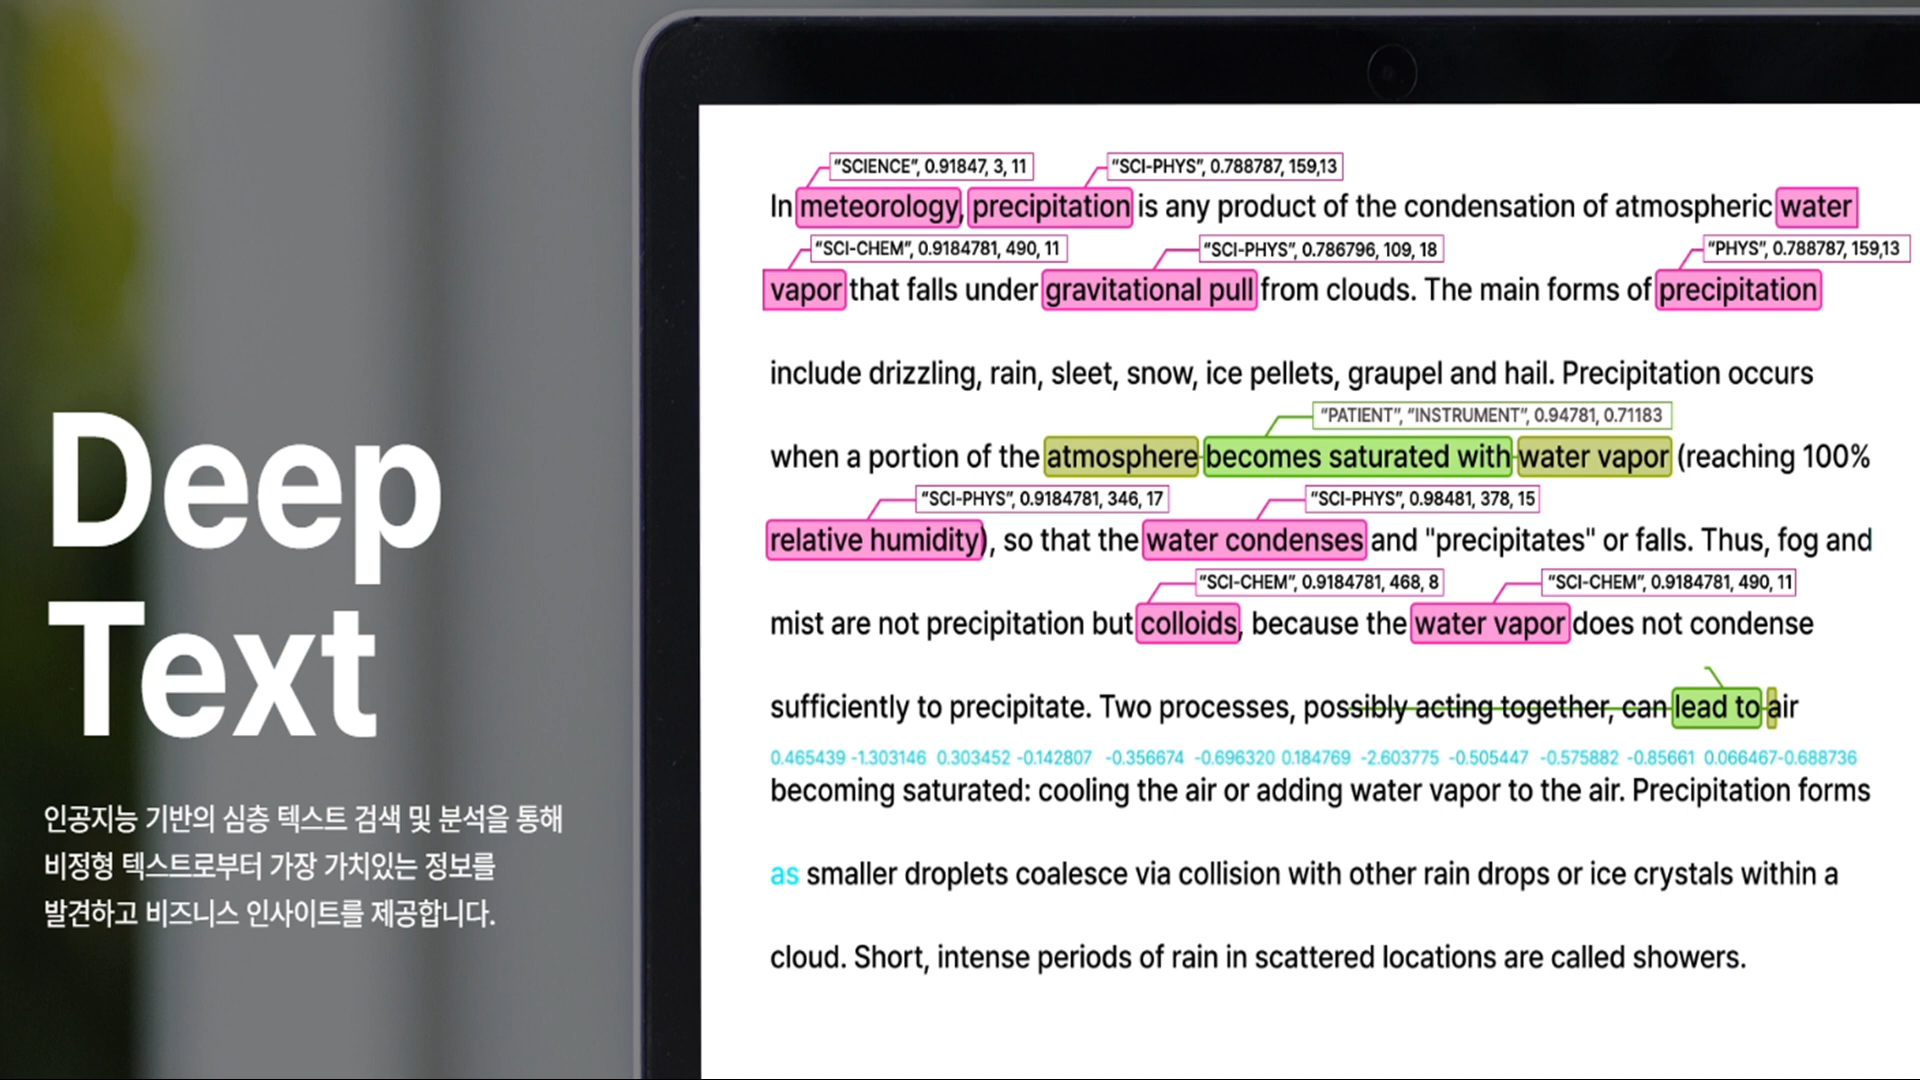 Deep
Text
인공지능 기반의 심층 텍스트 검색 및 분석을 통해
비정형 텍스트로부터 가장 가치있는 정보를
발견하고 비즈니스 인사이트를 제공합니다.
“SCIENCE”, 0.91847, 3, 11 “SCI-PHYS”, 0.788787, 159,13
In meteorology, precipitation is any product of the condensation of atmospheric water
“SCI-CHEM”, 0.9184781, 490, 11 “SCI-PHYS”, 0.786796, 109, 18 “PHYS”, 0.788787, 159,13
vapor that falls under gravitational pull from clouds. The main forms of precipitation
include drizzling, rain, sleet, snow, ice pellets, graupel and hail. Precipitation occurs
“PATIENT”, “INSTRUMENT”, 0.94781, 0.71183
when a portion of the atmosphere becomes saturated with water vapor (reaching 100%
“SCI-PHYS”, 0.9184781, 346, 17 “SCI-PHYS”, 0.98481, 378, 15
relative humidity), so that the water condenses and "precipitates" or falls. Thus, fog and
“SCI-CHEM”, 0.9184781, 468, 8 “SCI-CHEM”, 0.9184781, 490, 11
mist are not precipitation but colloids, because the water vapor does not condense
sufficiently to precipitate. Two processes, possibly acting together, can lead to air
0.465439 -1.303146 0.303452 -0.142807 -0.356674 -0.696320 0.184769 -2.603775 -0.505447 -0.575882 -0.85661 0.066467-0.688736
becoming saturated: cooling the air or adding water vapor to the air. Precipitation forms
as smaller droplets coalesce via collision with other rain drops or ice crystals within a
cloud. Short, intense periods of rain in scattered locations are called showers.